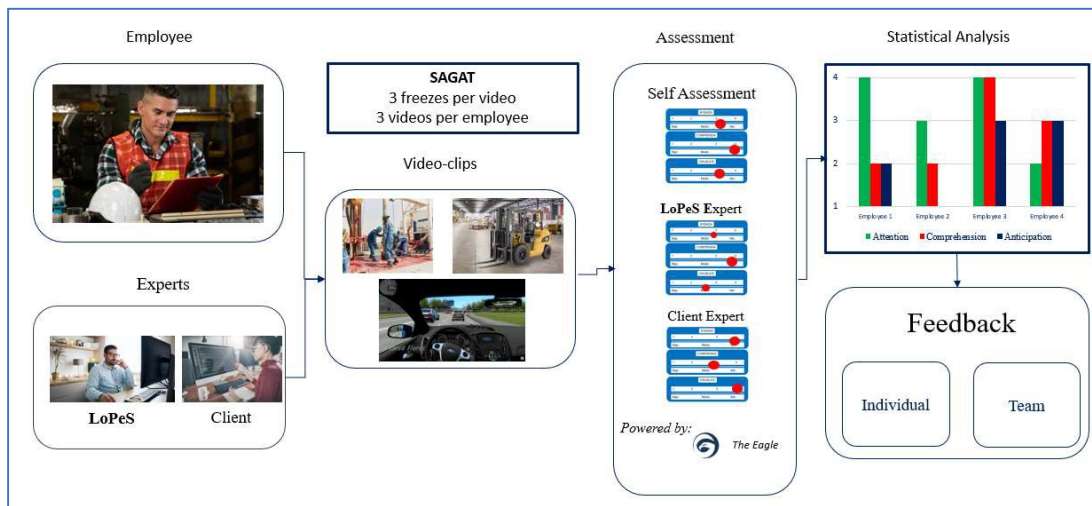 Employee
SAGAT
3 freezes per video
3 videos per employee
Video-clips
Experts
LoPeS
Client
Assessment
Self Assessment
LoPeS Expert
Client Expert
Powered by:
The Eagle
Statistical Analysis
4
3
2
1
Employee 1
Employee 2
Employee 3
Employee 4
Attention
Comprehension
Anticipation
Feedback
Individual
Team